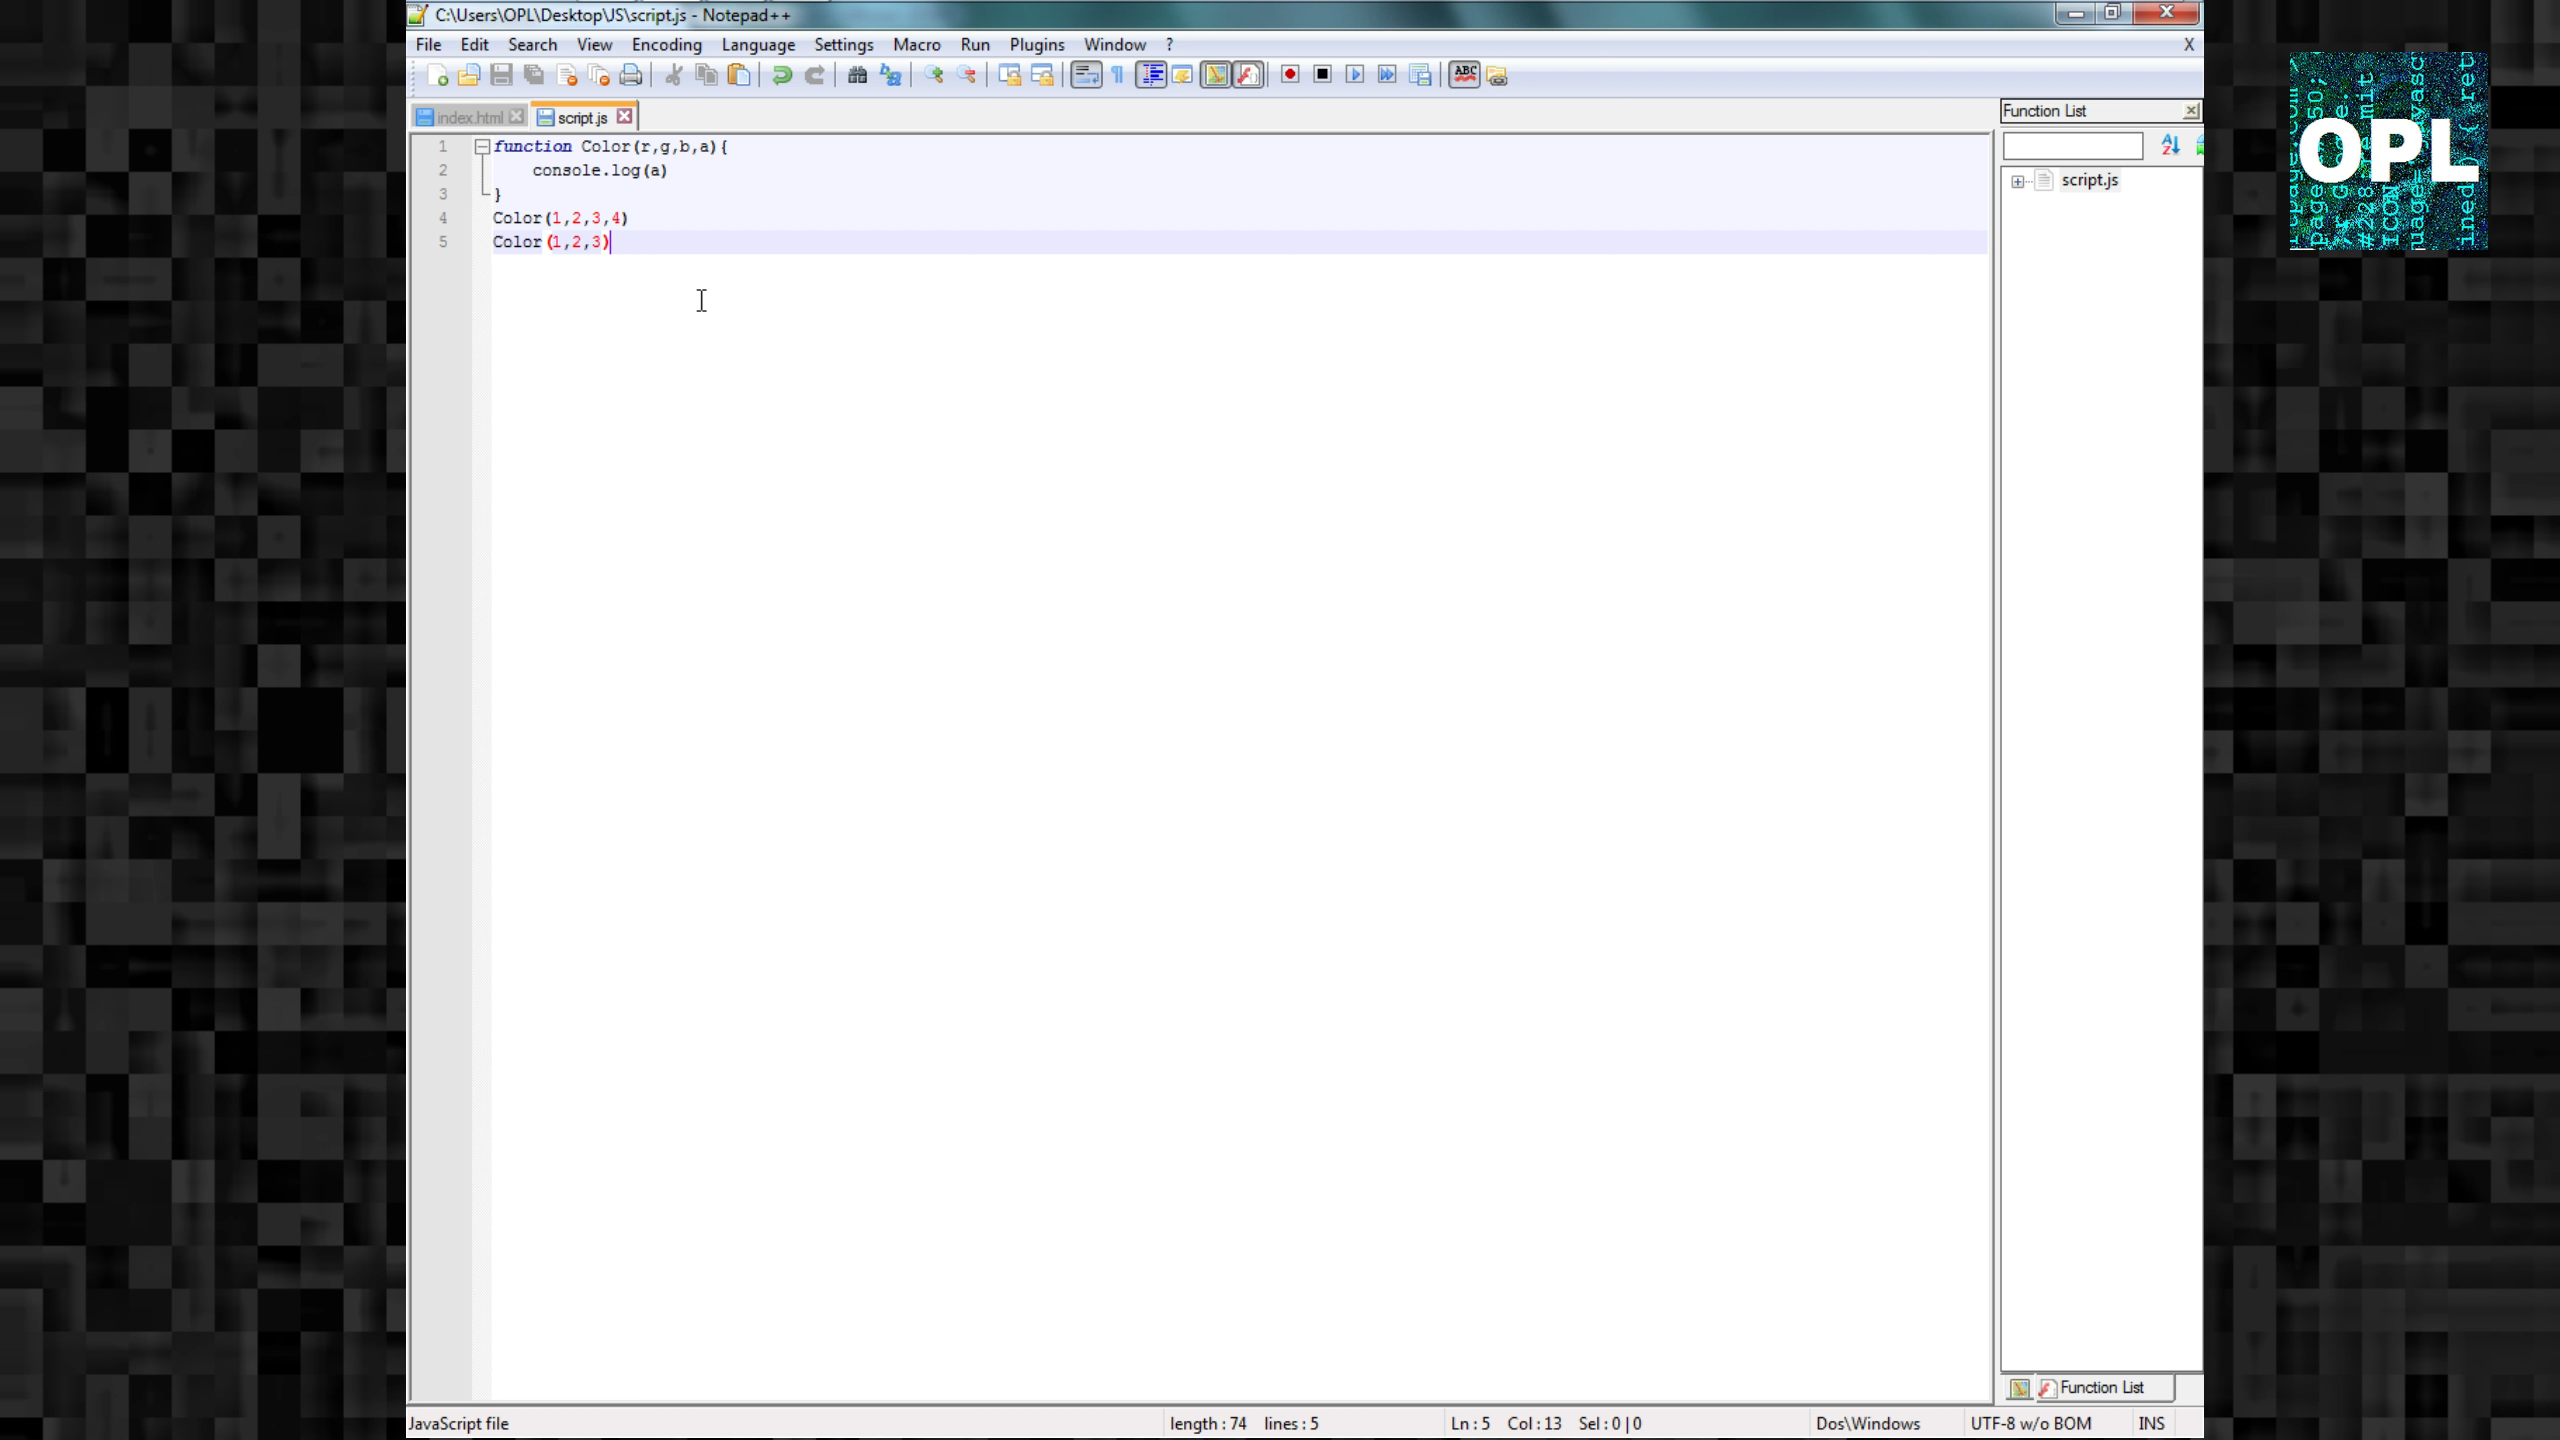 C:\Users\OPL\Desktop\JS\script.js - Notepad++
File Edit Search View Encoding Language Settings Macro Run Plugins Window ? X
ABC
index.html script.js
Function List
1 function Color(r,g,b,a){
2 console.log(a)
3 }
4 Color(1,2,3,4)
5 Color(1,2,3)
script.js
OPL
Function List
JavaScript file length : 74 lines : 5 Ln : 5 Col : 13 Sel : 0 | 0 Dos\Windows UTF-8 w/o BOM INS